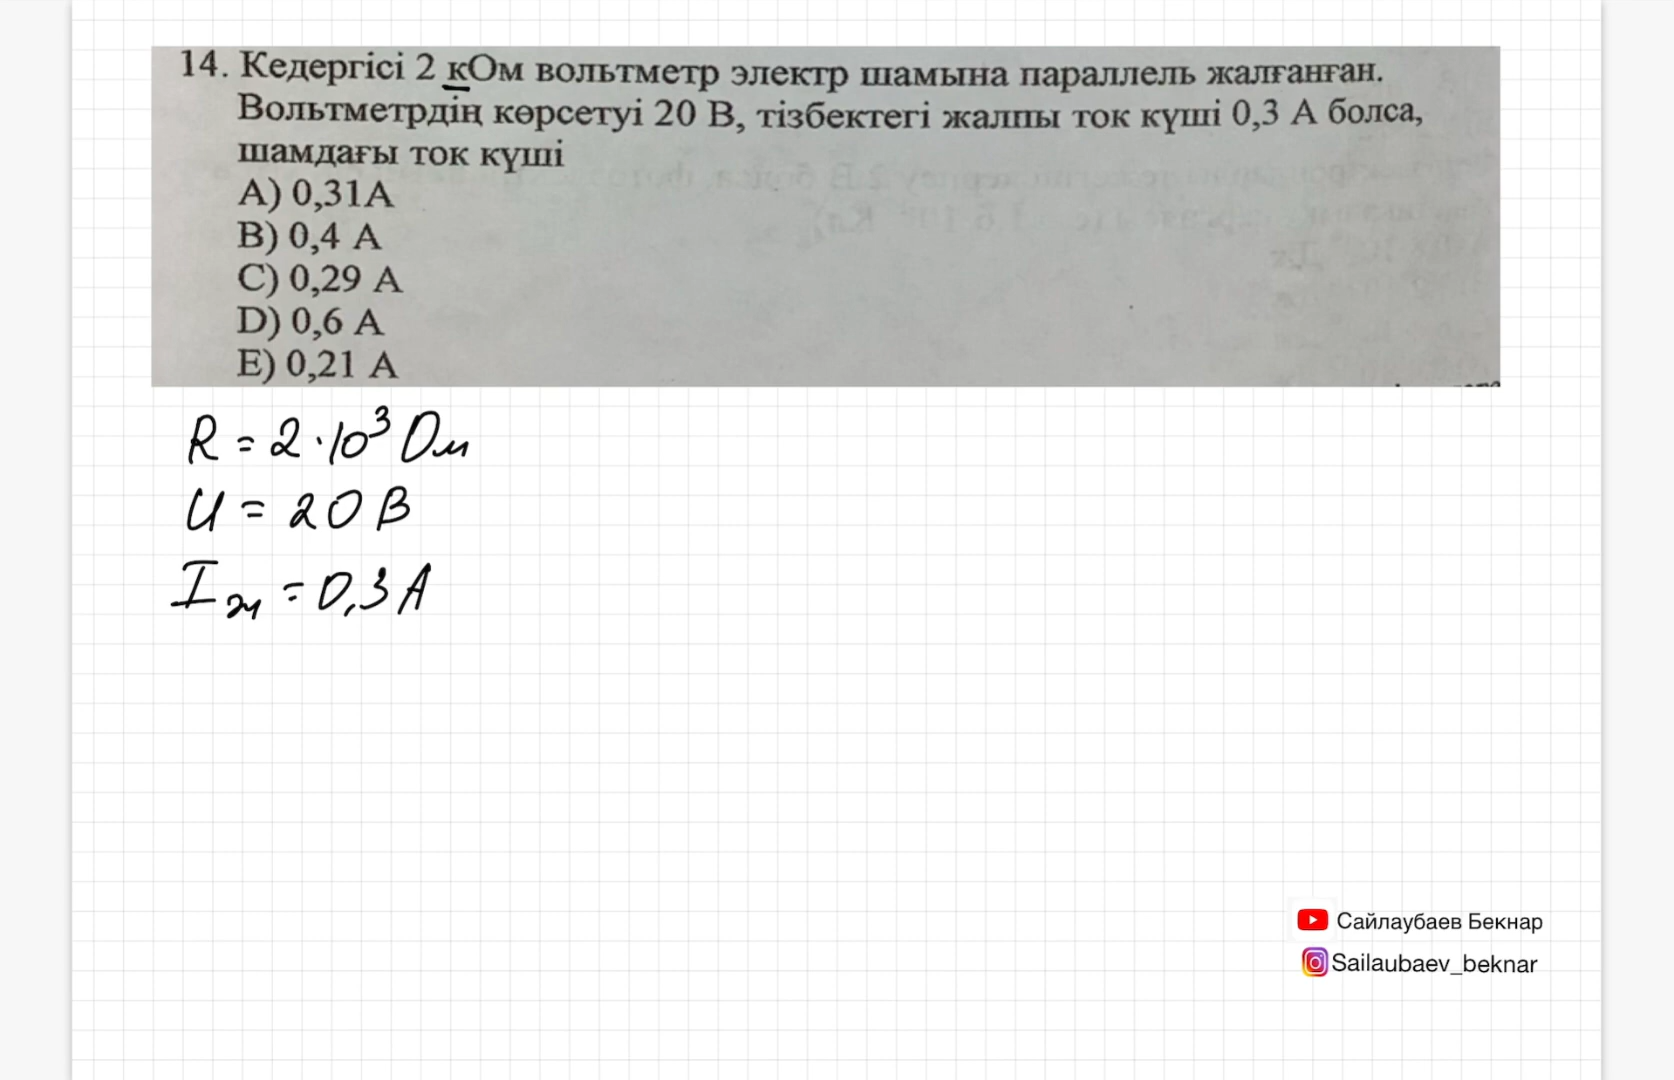 14. Кедергісі 2 кОм вольтметр электр шамына параллель жалғанған.
Вольтметрдің көрсетуі 20 В, тізбектегі жалпы ток күші 0,3 А болса,
шамдағы ток күші
A) 0,31А
B) 0,4 А
C) 0,29 А
D) 0,6 А
E) 0,21 А
R = 2·10³ Ом
U = 20 В
I ж = 0,3 А
Сайлаубаев Бекнар
Sailaubaev_beknar